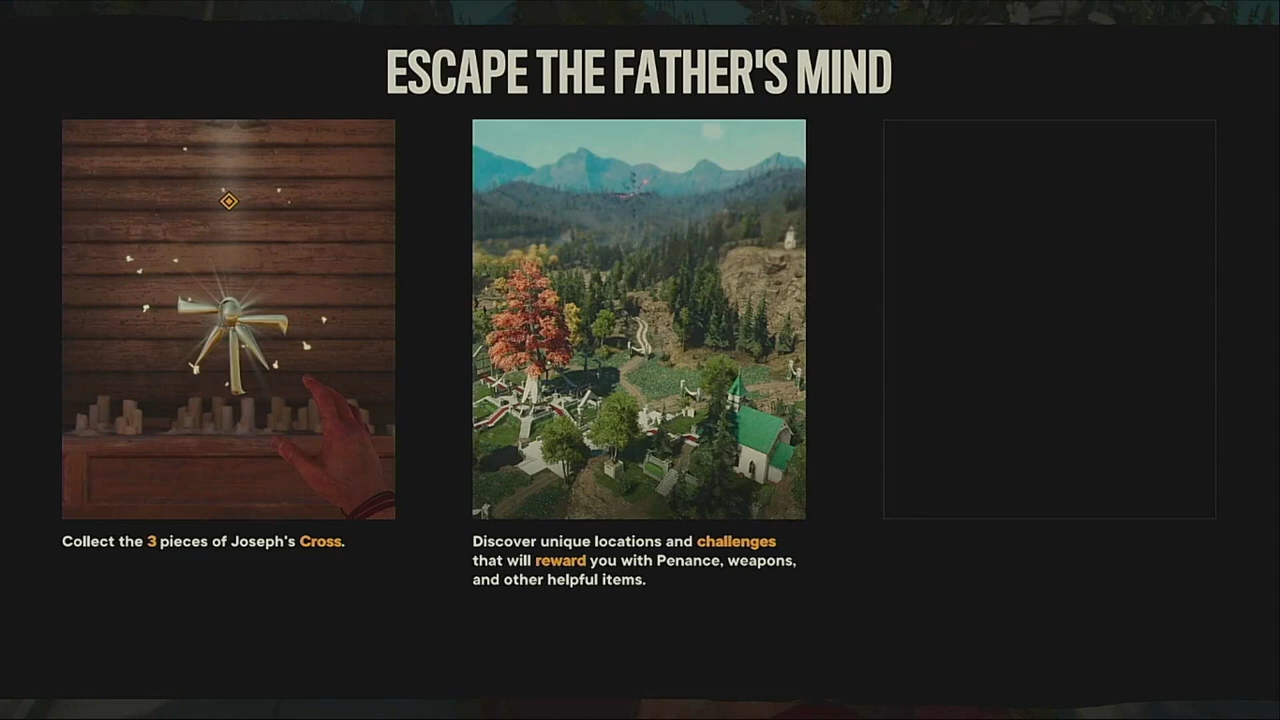 ESCAPE THE FATHER'S MIND
Collect the 3 pieces of Joseph's Cross.
Discover unique locations and challenges
that will reward you with Penance, weapons,
and other helpful items.